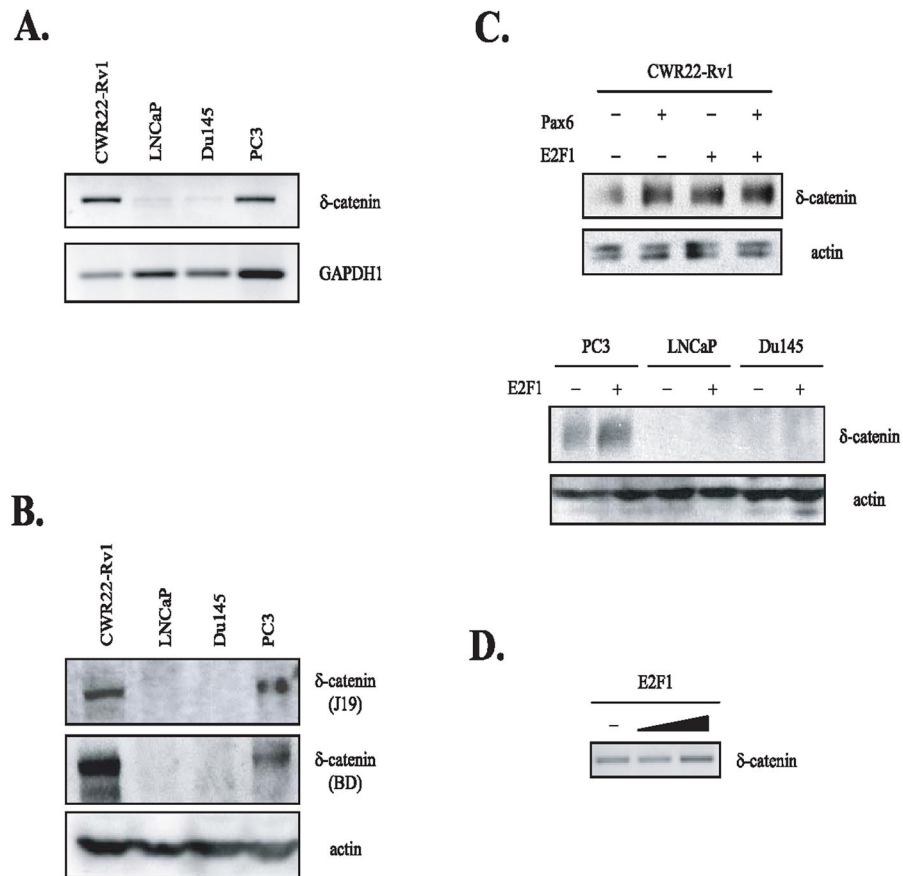 A.
CWR22-Rv1 LNCaP Du145 PC3
δ-catenin
GAPDH1
B.
CWR22-Rv1 LNCaP Du145 PC3
δ-catenin
(J19)
δ-catenin
(BD)
actin
C.
CWR22-Rv1
Pax6 – + – +
E2F1 – – + +
δ-catenin
actin
PC3 LNCaP Du145
E2F1 – + – + – +
δ-catenin
actin
D.
E2F1
–
δ-catenin